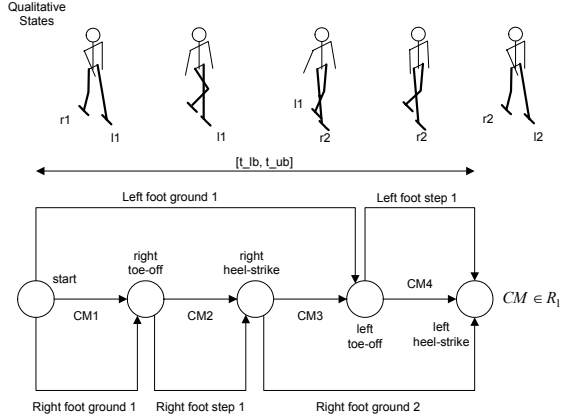 Qualitative
States
r1
l1
l1
l1
r2
r2
r2
l2
[t_lb, t_ub]
Left foot ground 1
Left foot step 1
start
right
toe-off
right
heel-strike
CM1
CM2
CM3
CM4
left
toe-off
left
heel-strike
CM ∈ R₁
Right foot ground 1
Right foot step 1
Right foot ground 2